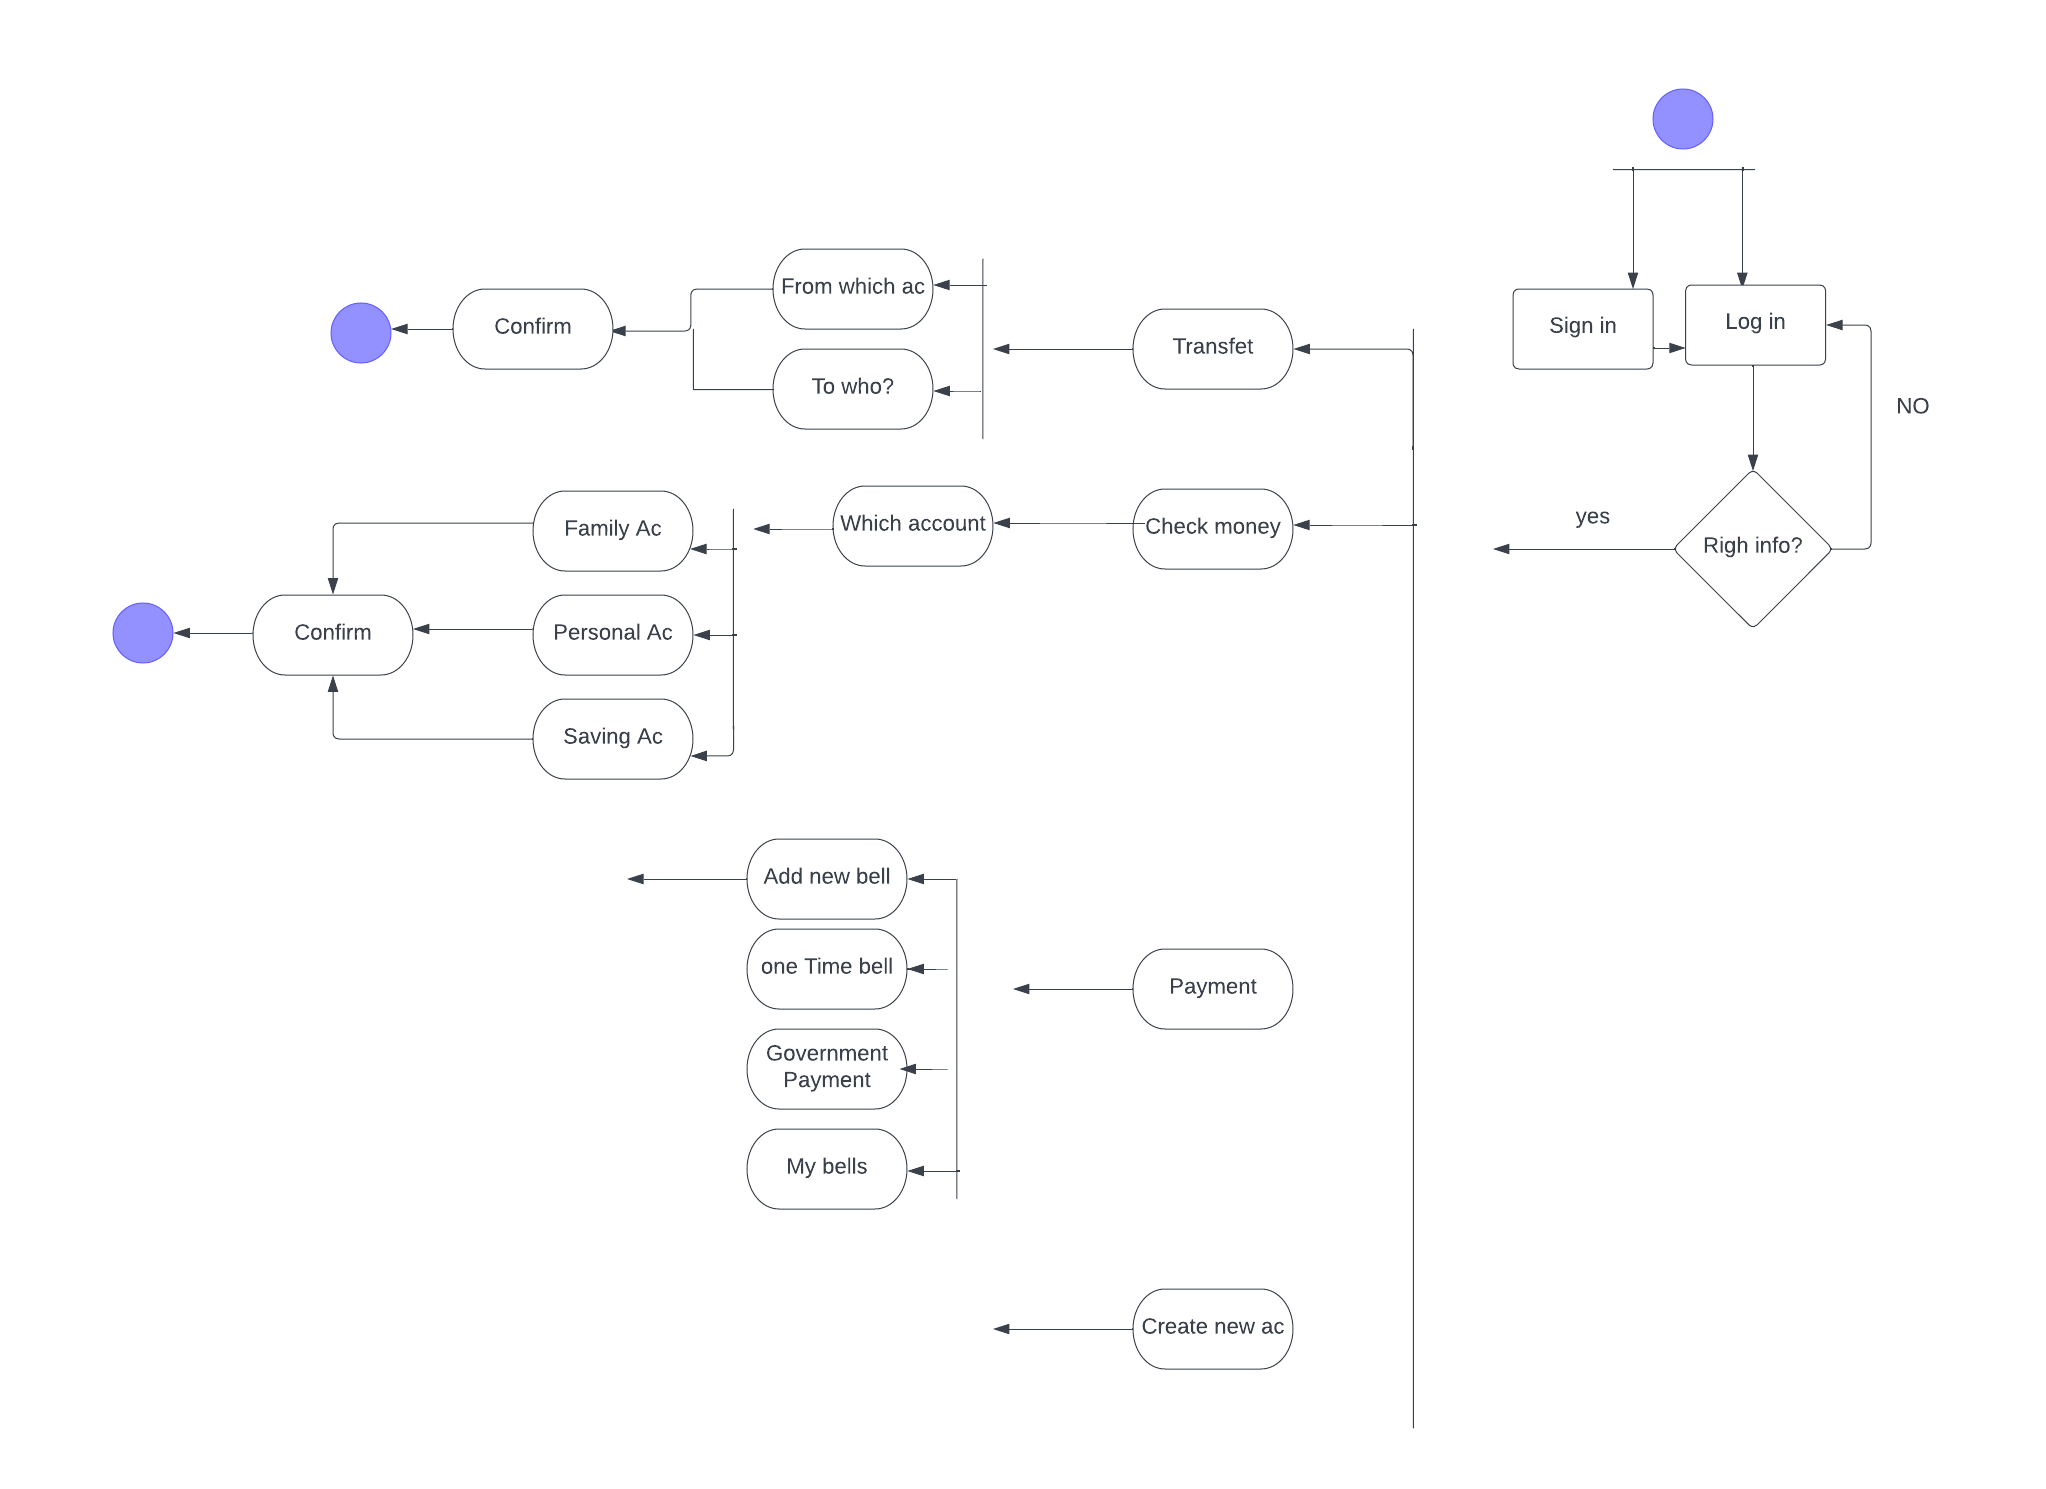 From which ac
Confirm
To who?
Transfet
Sign in
Log in
NO
Family Ac
Which account
Check money
yes
Righ info?
Confirm
Personal Ac
Saving Ac
Add new bell
one Time bell
Payment
Government
Payment
My bells
Create new ac